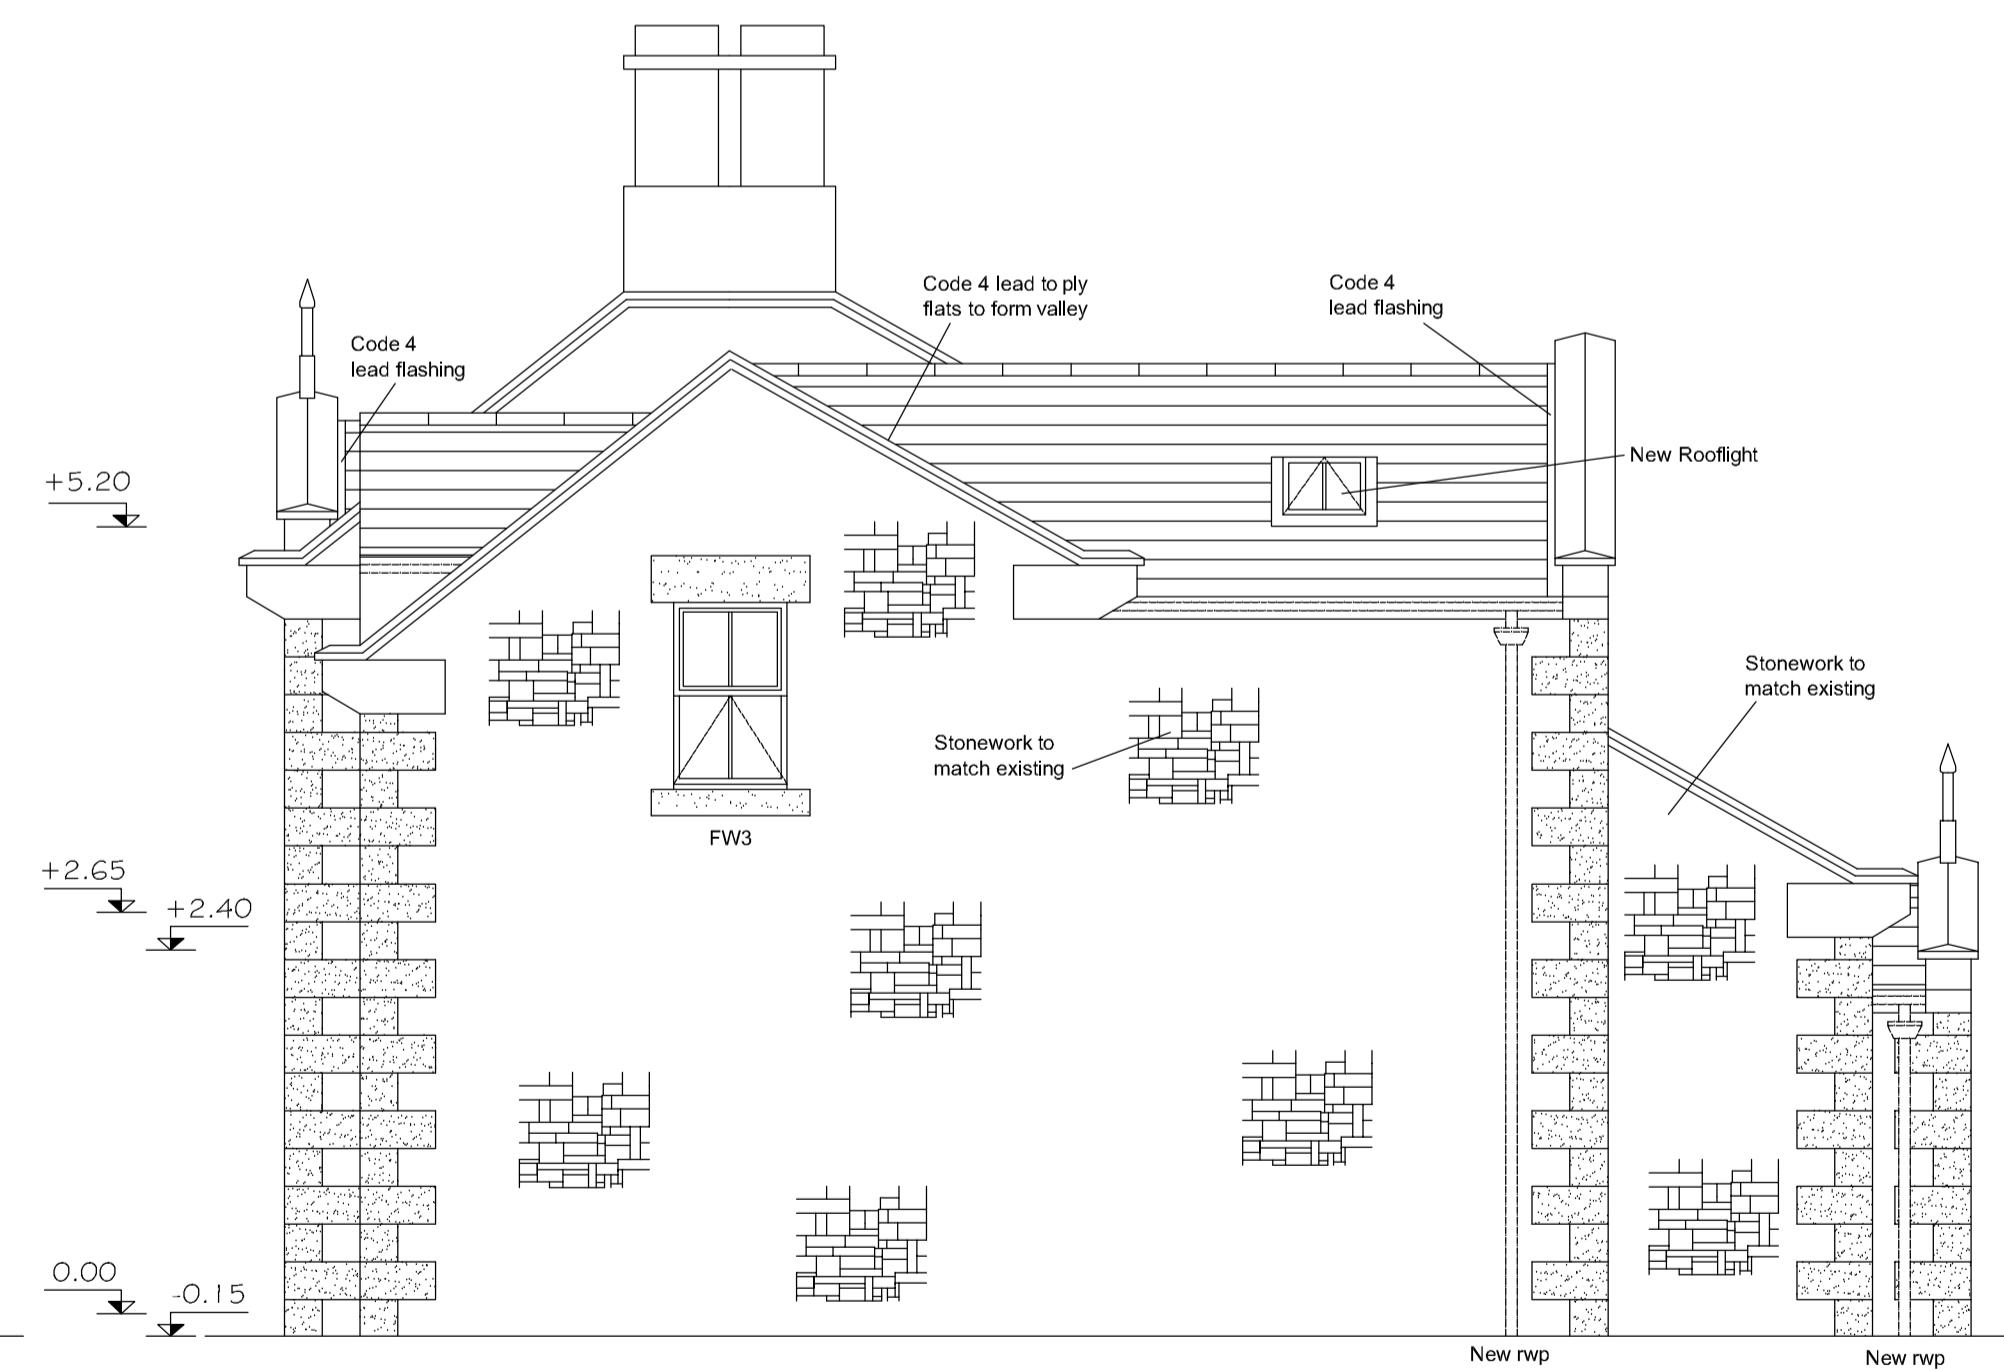 Code 4 lead to ply
flats to form valley
Code 4
lead flashing
Code 4
lead flashing
New Rooflight
+5.20
Stonework to
match existing
Stonework to
match existing
FW3
+2.65
+2.40
0.00
-0.15
New rwp
New rwp